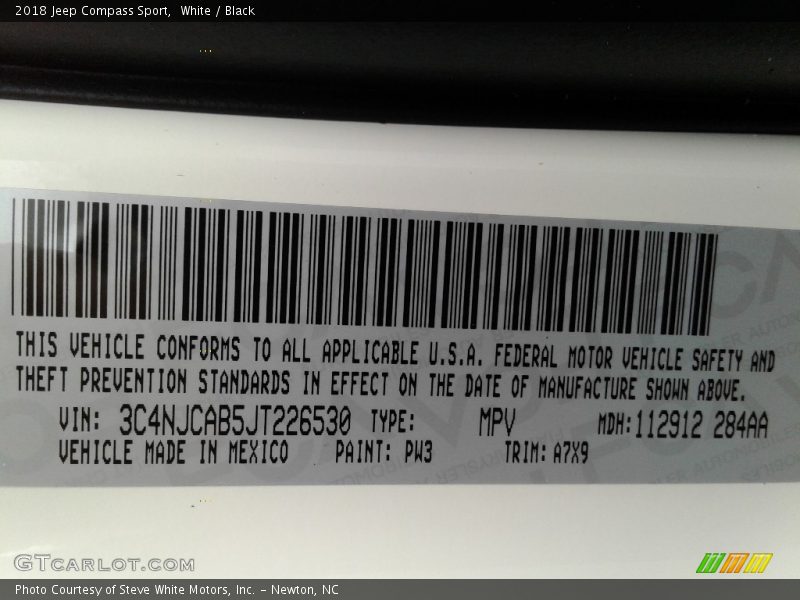 2018 Jeep Compass Sport, White / Black
THIS VEHICLE CONFORMS TO ALL APPLICABLE U.S.A. FEDERAL MOTOR VEHICLE SAFETY AND
THEFT PREVENTION STANDARDS IN EFFECT ON THE DATE OF MANUFACTURE SHOWN ABOVE.
VIN: 3C4NJCAB5JT226530 TYPE: MPV MDH:112912 284AA
VEHICLE MADE IN MEXICO PAINT: PW3 TRIM: A7X9
GTCARLOT.COM
Photo Courtesy of Steve White Motors, Inc. – Newton, NC